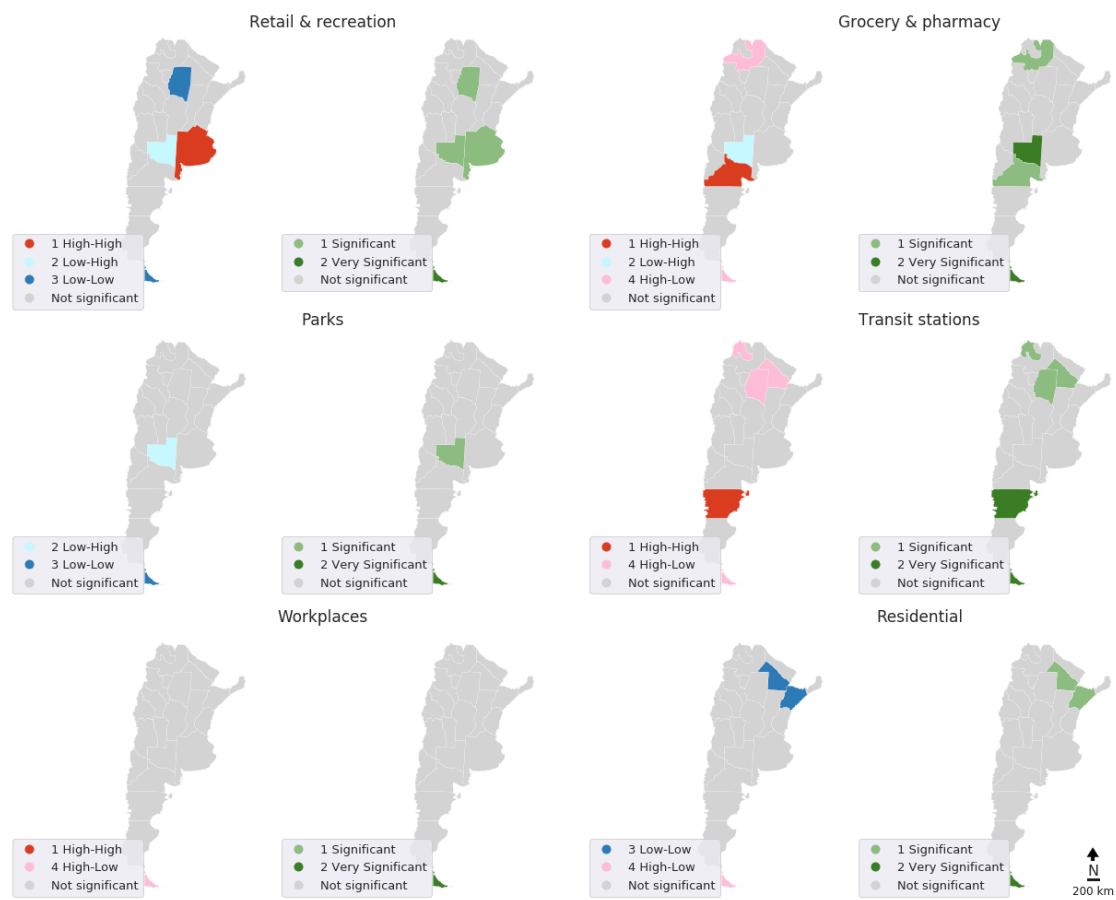 Retail & recreation
1 High-High
2 Low-High
3 Low-Low
Not significant
1 Significant
2 Very Significant
Not significant
Grocery & pharmacy
1 High-High
2 Low-High
4 High-Low
Not significant
1 Significant
2 Very Significant
Not significant
Parks
2 Low-High
3 Low-Low
Not significant
1 Significant
2 Very Significant
Not significant
Transit stations
1 High-High
4 High-Low
Not significant
1 Significant
2 Very Significant
Not significant
Workplaces
1 High-High
4 High-Low
Not significant
1 Significant
2 Very Significant
Not significant
Residential
3 Low-Low
4 High-Low
Not significant
1 Significant
2 Very Significant
Not significant
N
200 km